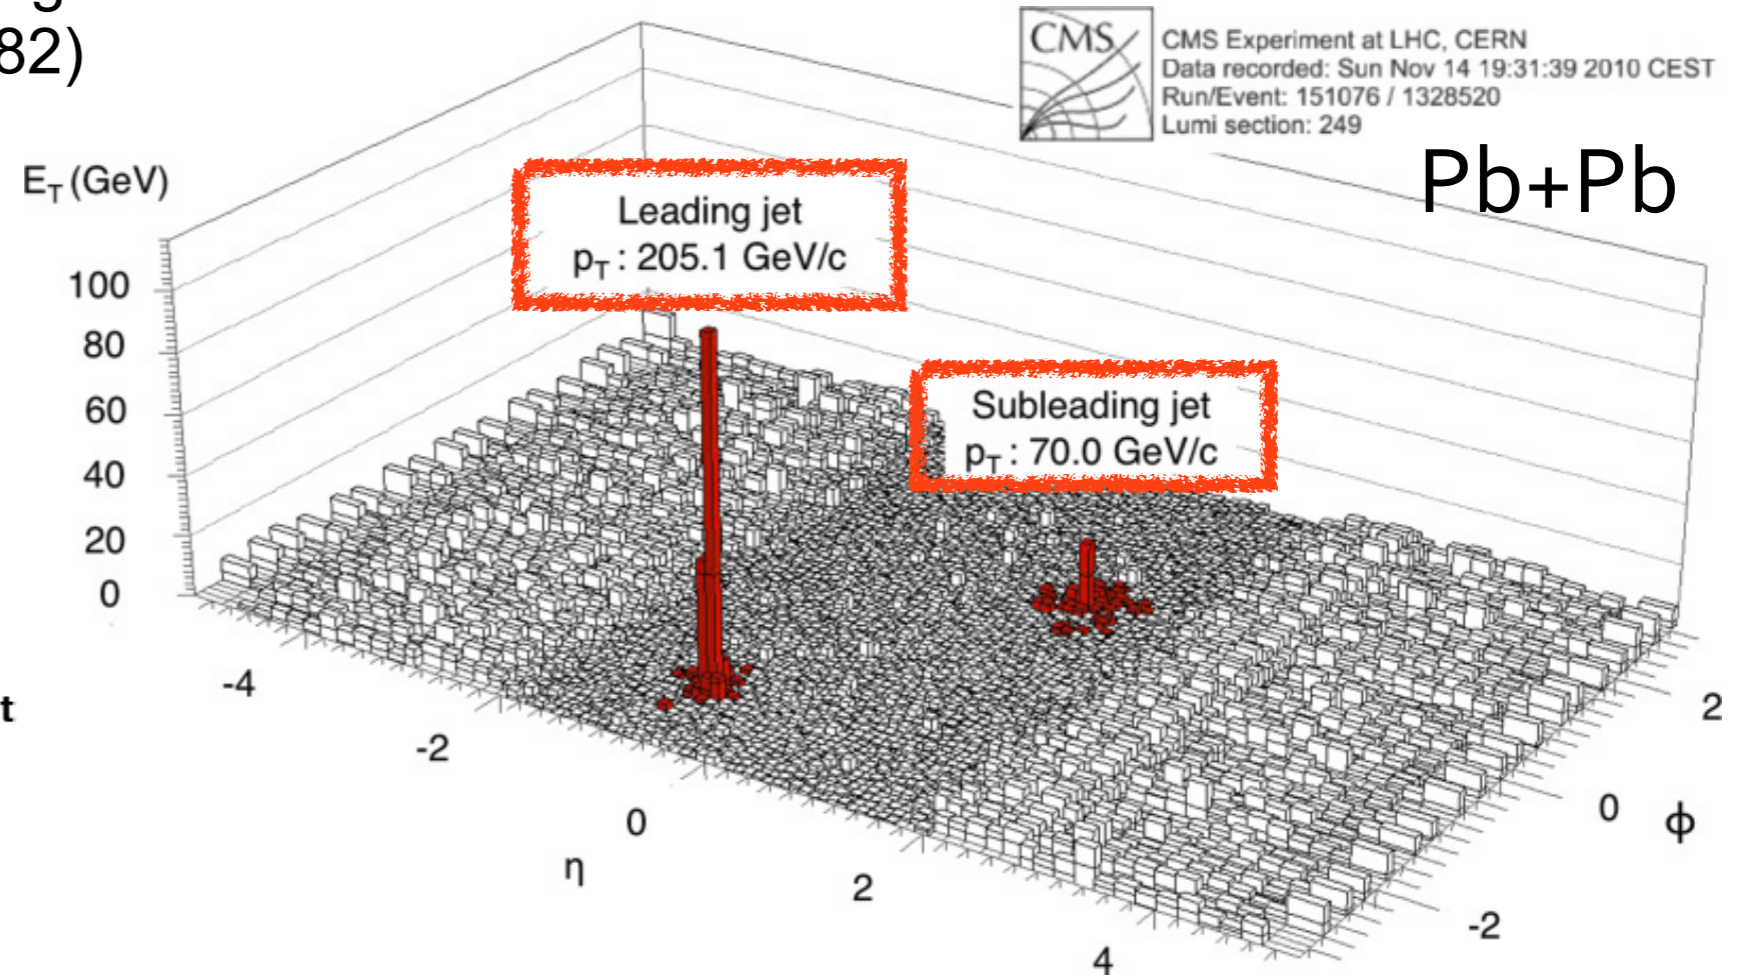 82)
CMS
CMS Experiment at LHC, CERN
Data recorded: Sun Nov 14 19:31:39 2010 CEST
Run/Event: 151076 / 1328520
Lumi section: 249
Pb+Pb
E_T (GeV)
Leading jet
p_T : 205.1 GeV/c
Subleading jet
p_T : 70.0 GeV/c
100
80
60
40
20
0
-4
-2
0
2
4
η
2
0
-2
ϕ
t